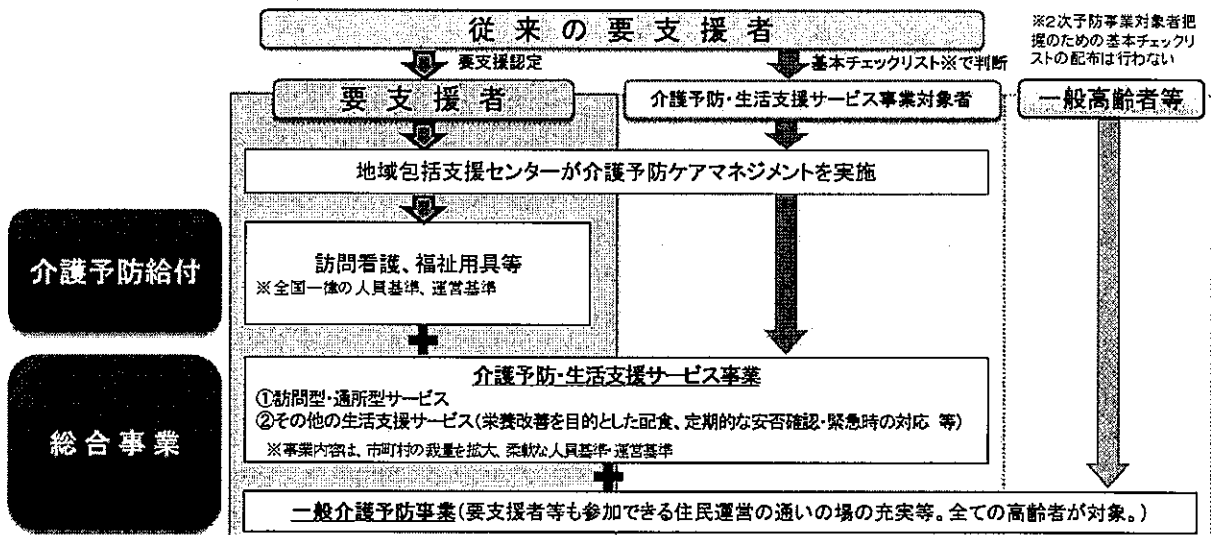 従来の要支援者
※2次予防事業対象者把
握のための基本チェックリ
ストの配布は行わない
要支援認定
基本チェックリスト※で判断
要支援者
介護予防・生活支援サービス事業対象者
一般高齢者等
地域包括支援センターが介護予防ケアマネジメントを実施
介護予防給付
訪問看護、福祉用具等
※全国一律の人員基準、運営基準
総合事業
介護予防・生活支援サービス事業
①訪問型・通所型サービス
②その他の生活支援サービス(栄養改善を目的とした配食、定期的な安否確認・緊急時の対応 等)
※事業内容は、市町村の裁量を拡大、柔軟な人員基準・運営基準
一般介護予防事業(要支援者等も参加できる住民運営の通いの場の充実等。全ての高齢者が対象。)